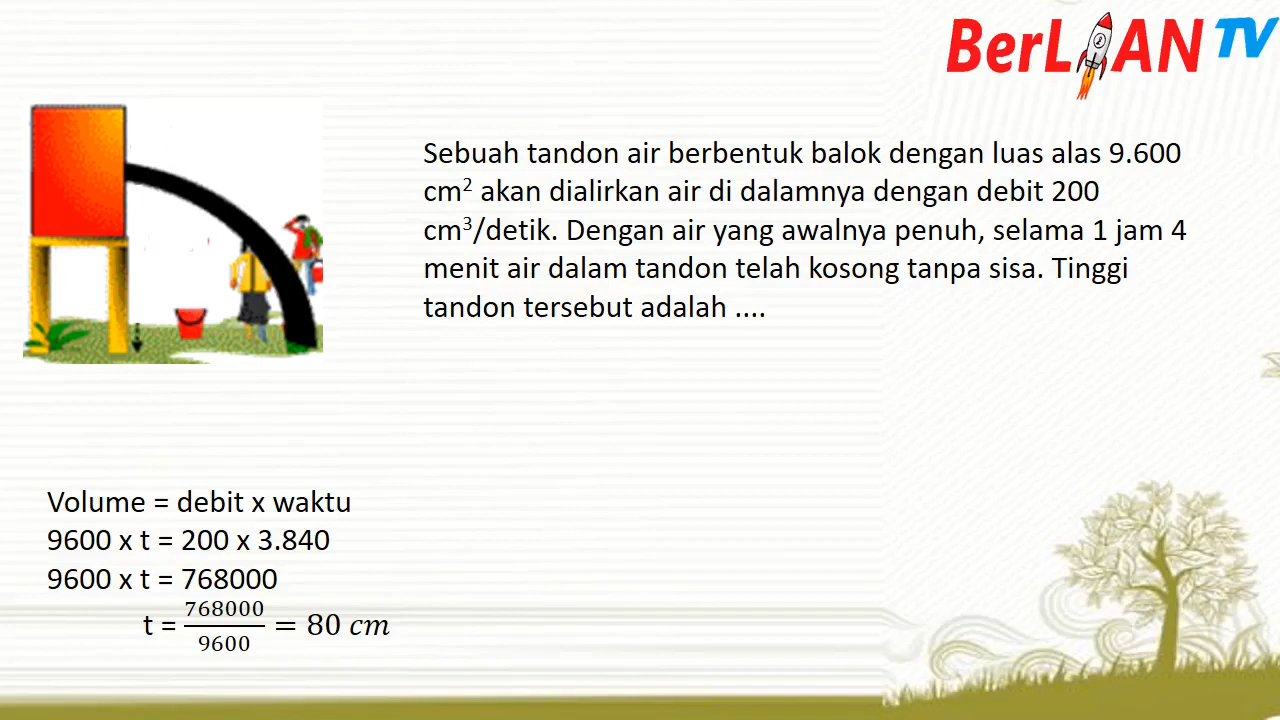 BerLIAN TV
Sebuah tandon air berbentuk balok dengan luas alas 9.600
cm² akan dialirkan air di dalamnya dengan debit 200
cm³/detik. Dengan air yang awalnya penuh, selama 1 jam 4
menit air dalam tandon telah kosong tanpa sisa. Tinggi
tandon tersebut adalah ....
Volume = debit x waktu
9600 x t = 200 x 3.840
9600 x t = 768000
t = 768000/9600 = 80 cm